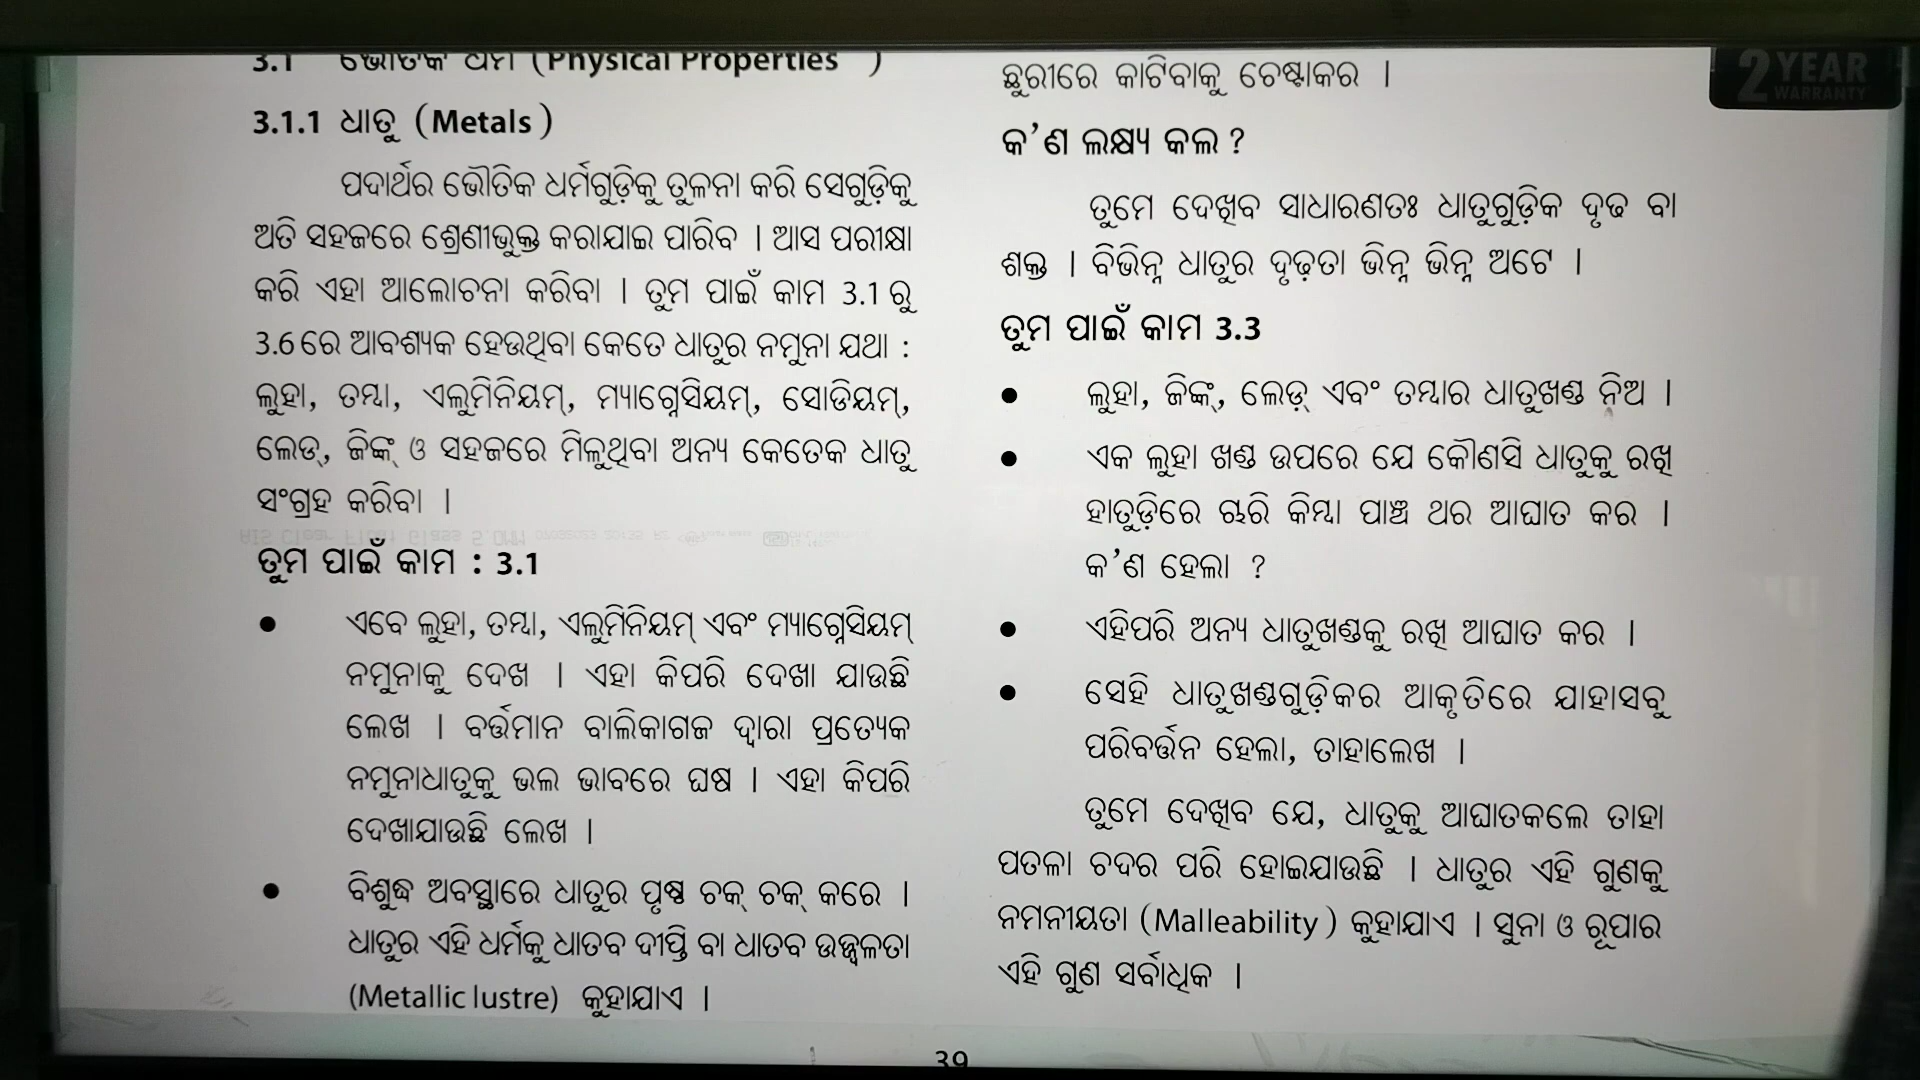 3.1 ଭୌତିକ ଧର୍ମ (Physical Properties )
3.1.1 ଧାତୁ (Metals)
ପଦାର୍ଥର ଭୌତିକ ଧର୍ମଗୁଡ଼ିକୁ ତୁଳନା କରି ସେଗୁଡ଼ିକୁ
ଅତି ସହଜରେ ଶ୍ରେଣୀଭୁକ୍ତ କରାଯାଇ ପାରିବ । ଆସ ପରୀକ୍ଷା
କରି ଏହା ଆଲୋଚନା କରିବା । ତୁମ ପାଇଁ କାମ 3.1 ରୁ
3.6 ରେ ଆବଶ୍ୟକ ହେଉଥିବା କେତେ ଧାତୁର ନମୁନା ଯଥା :
ଲୁହା, ତମ୍ବା, ଏଲୁମିନିୟମ୍, ମ୍ୟାଗ୍ନେସିୟମ୍, ସୋଡିୟମ୍,
ଲେଡ୍, ଜିଙ୍କ୍ ଓ ସହଜରେ ମିଳୁଥିବା ଅନ୍ୟ କେତେକ ଧାତୁ
ସଂଗ୍ରହ କରିବା ।
ତୁମ ପାଇଁ କାମ : 3.1
● ଏବେ ଲୁହା, ତମ୍ବା, ଏଲୁମିନିୟମ୍ ଏବଂ ମ୍ୟାଗ୍ନେସିୟମ୍
ନମୁନାକୁ ଦେଖ । ଏହା କିପରି ଦେଖା ଯାଉଛି
ଲେଖ । ବର୍ତ୍ତମାନ ବାଲିକାଗଜ ଦ୍ୱାରା ପ୍ରତ୍ୟେକ
ନମୁନାଧାତୁକୁ ଭଲ ଭାବରେ ଘଷ । ଏହା କିପରି
ଦେଖାଯାଉଛି ଲେଖ ।
● ବିଶୁଦ୍ଧ ଅବସ୍ଥାରେ ଧାତୁର ପୃଷ୍ଠ ଚକ୍ ଚକ୍ କରେ ।
ଧାତୁର ଏହି ଧର୍ମକୁ ଧାତବ ଦୀପ୍ତି ବା ଧାତବ ଉଜ୍ଜ୍ୱଳତା
(Metallic lustre) କୁହାଯାଏ ।
ଛୁରୀରେ କାଟିବାକୁ ଚେଷ୍ଟାକର ।
କ'ଣ ଲକ୍ଷ୍ୟ କଲ ?
ତୁମେ ଦେଖିବ ସାଧାରଣତଃ ଧାତୁଗୁଡ଼ିକ ଦୃଢ ବା
ଶକ୍ତ । ବିଭିନ୍ନ ଧାତୁର ଦୃଢ଼ତା ଭିନ୍ନ ଭିନ୍ନ ଅଟେ ।
ତୁମ ପାଇଁ କାମ 3.3
● ଲୁହା, ଜିଙ୍କ୍, ଲେଡ୍ ଏବଂ ତମ୍ବାର ଧାତୁଖଣ୍ଡ ନିଅ ।
● ଏକ ଲୁହା ଖଣ୍ଡ ଉପରେ ଯେ କୌଣସି ଧାତୁକୁ ରଖି
ହାତୁଡ଼ିରେ ଚ୍ଚାରି କିମ୍ବା ପାଞ୍ଚ ଥର ଆଘାତ କର ।
କ'ଣ ହେଲା ?
● ଏହିପରି ଅନ୍ୟ ଧାତୁଖଣ୍ଡକୁ ରଖି ଆଘାତ କର ।
● ସେହି ଧାତୁଖଣ୍ଡଗୁଡ଼ିକର ଆକୃତିରେ ଯାହାସବୁ
ପରିବର୍ତ୍ତନ ହେଲା, ତାହାଲେଖ ।
ତୁମେ ଦେଖିବ ଯେ, ଧାତୁକୁ ଆଘାତକଲେ ତାହା
ପତଳା ଚଦର ପରି ହୋଇଯାଉଛି । ଧାତୁର ଏହି ଗୁଣକୁ
ନମନୀୟତା (Malleability) କୁହାଯାଏ । ସୁନା ଓ ରୂପାର
ଏହି ଗୁଣ ସର୍ବାଧିକ ।
39
2 YEAR
WARRANTY